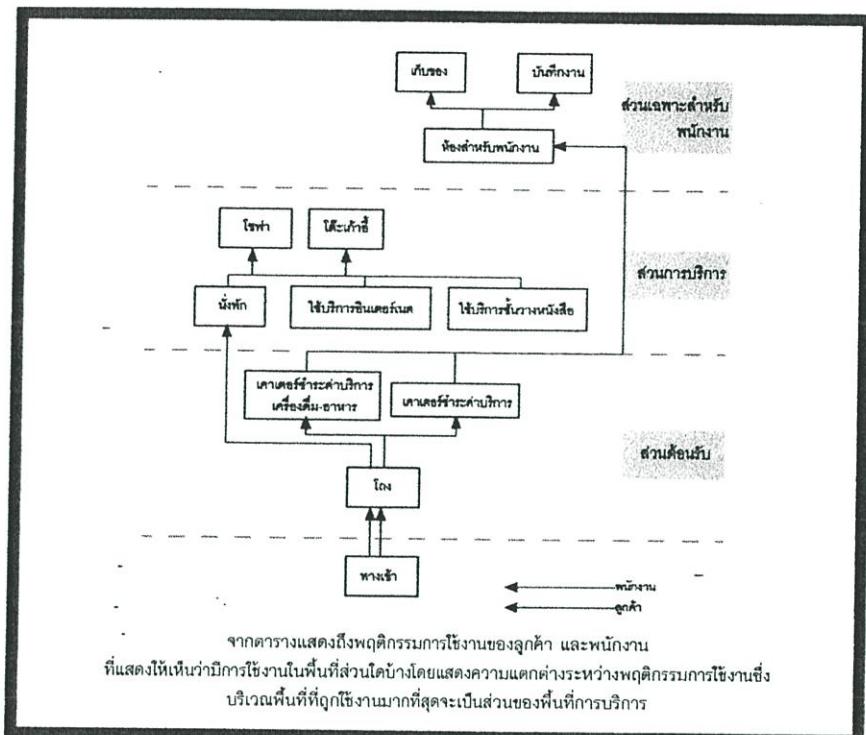 เก็บของ
บันทึกงาน
ส่วนเฉพาะสำหรับ
พนักงาน
ห้องสำหรับพนักงาน
โซฟา
โต๊ะเก้าอี้
ส่วนการบริการ
นั่งพัก
ใช้บริการอินเตอร์เนต
ใช้บริการชั้นวางหนังสือ
เคาเตอร์ชำระค่าบริการ
เครื่องดื่ม-อาหาร
เคาเตอร์ชำระค่าบริการ
ส่วนต้อนรับ
โถง
ทางเข้า
พนักงาน
ลูกค้า
จากตารางแสดงถึงพฤติกรรมการใช้งานของลูกค้า และพนักงาน
ที่แสดงให้เห็นว่ามีการใช้งานในพื้นที่ส่วนใดบ้างโดยแสดงความแตกต่างระหว่างพฤติกรรมการใช้งานซึ่ง
บริเวณพื้นที่ที่ถูกใช้งานมากที่สุดจะเป็นส่วนของพื้นที่การบริการ